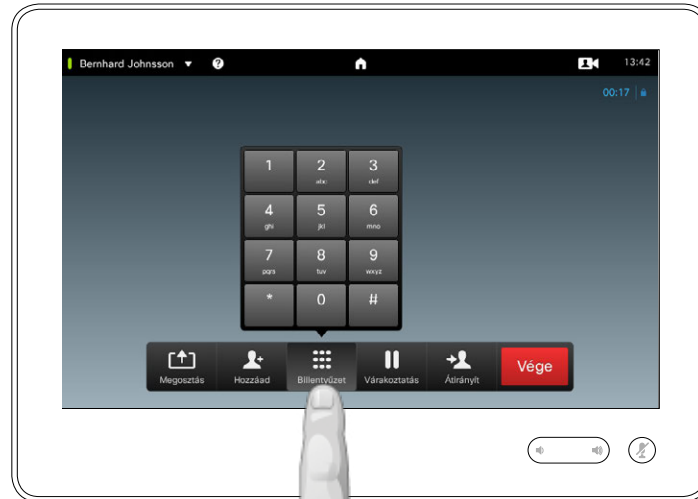 Bernhard Johnsson
?
13:42
00:17
1 2 3
abc def
4 5 6
ghi jkl mno
7 8 9
pqrs tuv wxyz
* 0 #
Megosztás Hozzáad Billentyűzet Várakoztatás Átirányít Vége